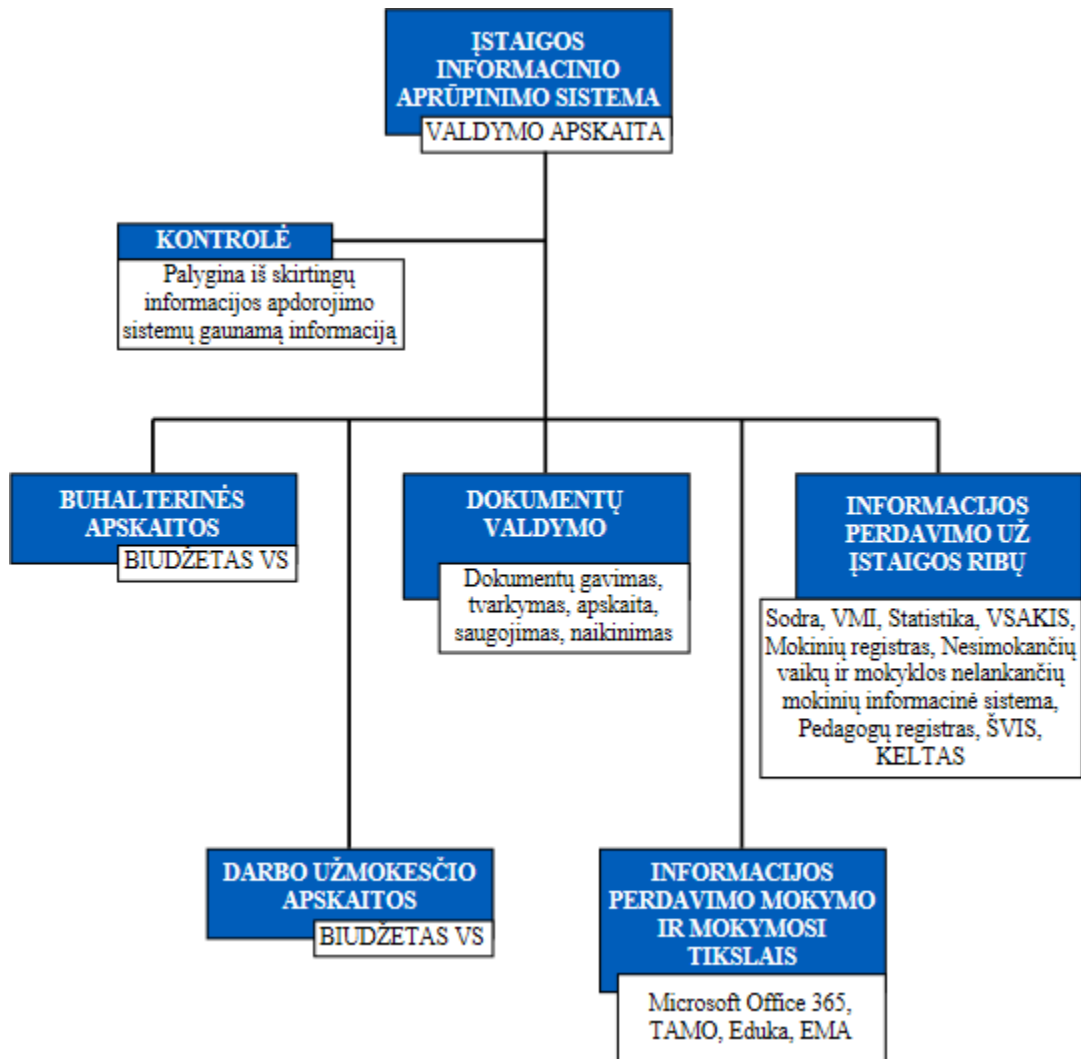 ĮSTAIGOS
INFORMACINIO
APRŪPINIMO SISTEMA
VALDYMO APSKAITA
KONTROLĖ
Palygina iš skirtingų
informacijos apdorojimo
sistemų gaunamą informaciją
BUHALTERINĖS
APSKAITOS
BIUDŽETAS VS
DOKUMENTŲ
VALDYMO
Dokumentų gavimas,
tvarkymas, apskaita,
saugojimas, naikinimas
INFORMACIJOS
PERDAVIMO UŽ
ĮSTAIGOS RIBŲ
Sodra, VMI, Statistika, VSAKIS,
Mokinių registras, Nesimokančių
vaikų ir mokyklos nelankančių
mokinių informacinė sistema,
Pedagogų registras, ŠVIS,
KELTAS
DARBO UŽMOKESČIO
APSKAITOS
BIUDŽETAS VS
INFORMACIJOS
PERDAVIMO MOKYMO
IR MOKYMOSI
TIKSLAIS
Microsoft Office 365,
TAMO, Eduka, EMA